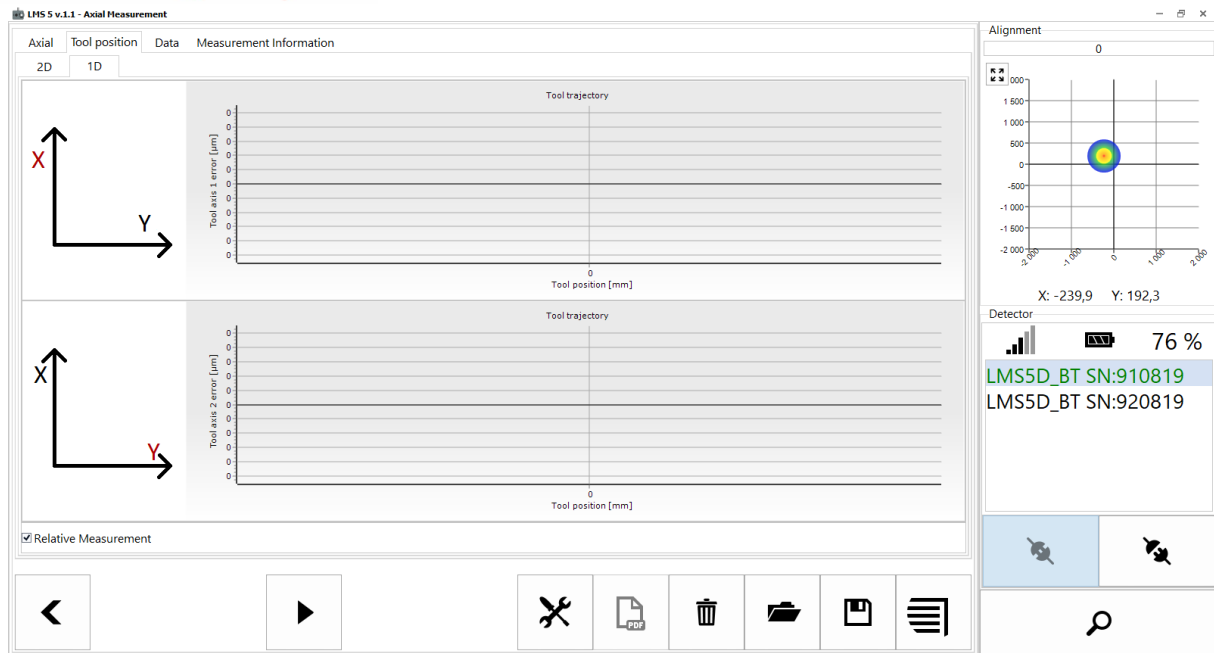 LMS 5 v.1.1 - Axial Measurement
Axial Tool position Data Measurement Information
2D 1D
X
Y
Tool trajectory
Tool axis 1 error [µm]
0
0
0
0
0
0
0
0
0
0
0
0
Tool position [mm]
X
Y
Tool trajectory
Tool axis 2 error [µm]
0
0
0
0
0
0
0
0
0
0
0
0
Tool position [mm]
Relative Measurement
PDF
Alignment
0
000
1 500
1 000
500
0
-500
-1 000
-1 500
-2 000
-2 000 -1 000 0 1 000 2 000
X: -239,9 Y: 192,3
Detector
76 %
LMS5D_BT SN:910819
LMS5D_BT SN:920819